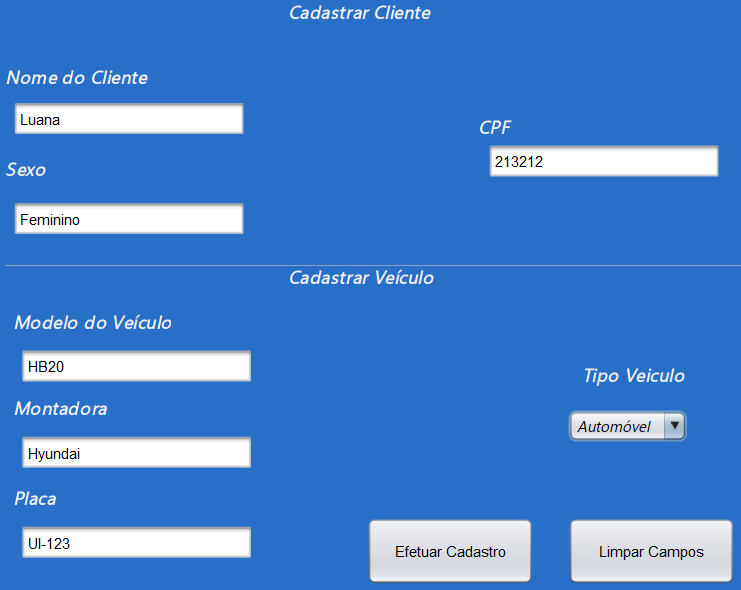 Cadastrar Cliente
Nome do Cliente
Luana
CPF
213212
Sexo
Feminino
Cadastrar Veículo
Modelo do Veículo
HB20
Tipo Veiculo
Automóvel
Montadora
Hyundai
Placa
UI-123
Efetuar Cadastro
Limpar Campos